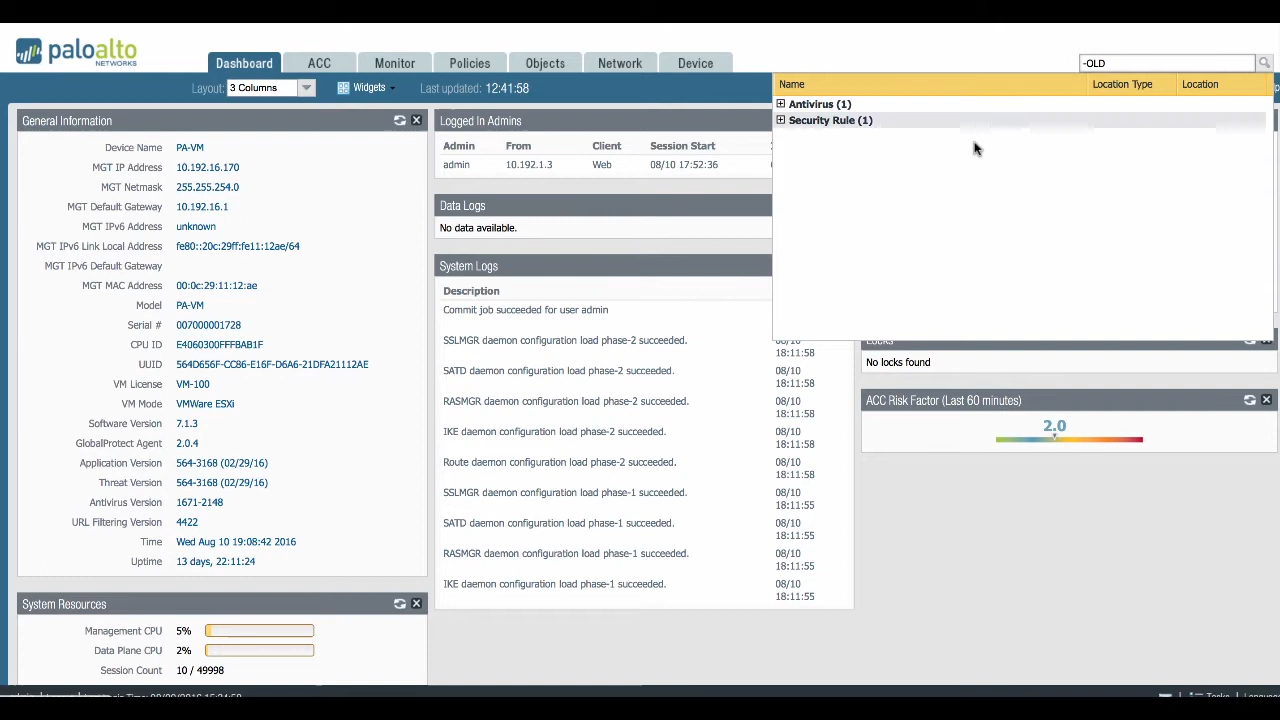 paloalto
NETWORKS
Dashboard
ACC
Monitor
Policies
Objects
Network
Device
-OLD
Layout: 3 Columns
Widgets
Last updated: 12:41:58
Name Location Type Location
Antivirus (1)
Security Rule (1)
General Information
Device Name PA-VM
MGT IP Address 10.192.16.170
MGT Netmask 255.255.254.0
MGT Default Gateway 10.192.16.1
MGT IPv6 Address unknown
MGT IPv6 Link Local Address fe80::20c:29ff:fe11:12ae/64
MGT IPv6 Default Gateway
MGT MAC Address 00:0c:29:11:12:ae
Model PA-VM
Serial # 007000001728
CPU ID E4060300FFFBAB1F
UUID 564D656F-CC86-E16F-D6A6-21DFA21112AE
VM License VM-100
VM Mode VMWare ESXi
Software Version 7.1.3
GlobalProtect Agent 2.0.4
Application Version 564-3168 (02/29/16)
Threat Version 564-3168 (02/29/16)
Antivirus Version 1671-2148
URL Filtering Version 4422
Time Wed Aug 10 19:08:42 2016
Uptime 13 days, 22:11:24
System Resources
Management CPU 5%
Data Plane CPU 2%
Session Count 10 / 49998
Logged In Admins
Admin From Client Session Start
admin 10.192.1.3 Web 08/10 17:52:36
Data Logs
No data available.
System Logs
Description
Commit job succeeded for user admin
SSLMGR daemon configuration load phase-2 succeeded. 08/10
18:11:58
SATD daemon configuration load phase-2 succeeded. 08/10
18:11:58
RASMGR daemon configuration load phase-2 succeeded. 08/10
18:11:58
IKE daemon configuration load phase-2 succeeded. 08/10
18:11:58
Route daemon configuration load phase-2 succeeded. 08/10
18:11:58
SSLMGR daemon configuration load phase-1 succeeded. 08/10
18:11:55
SATD daemon configuration load phase-1 succeeded. 08/10
18:11:55
RASMGR daemon configuration load phase-1 succeeded. 08/10
18:11:55
IKE daemon configuration load phase-1 succeeded. 08/10
18:11:55
Locks
No locks found
ACC Risk Factor (Last 60 minutes)
2.0